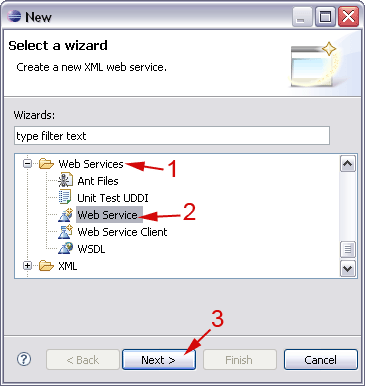 New
Select a wizard
Create a new XML web service.
Wizards:
type filter text
Web Services 1
Ant Files
Unit Test UDDI
Web Service 2
Web Service Client
WSDL
XML
3
? < Back Next > Finish Cancel